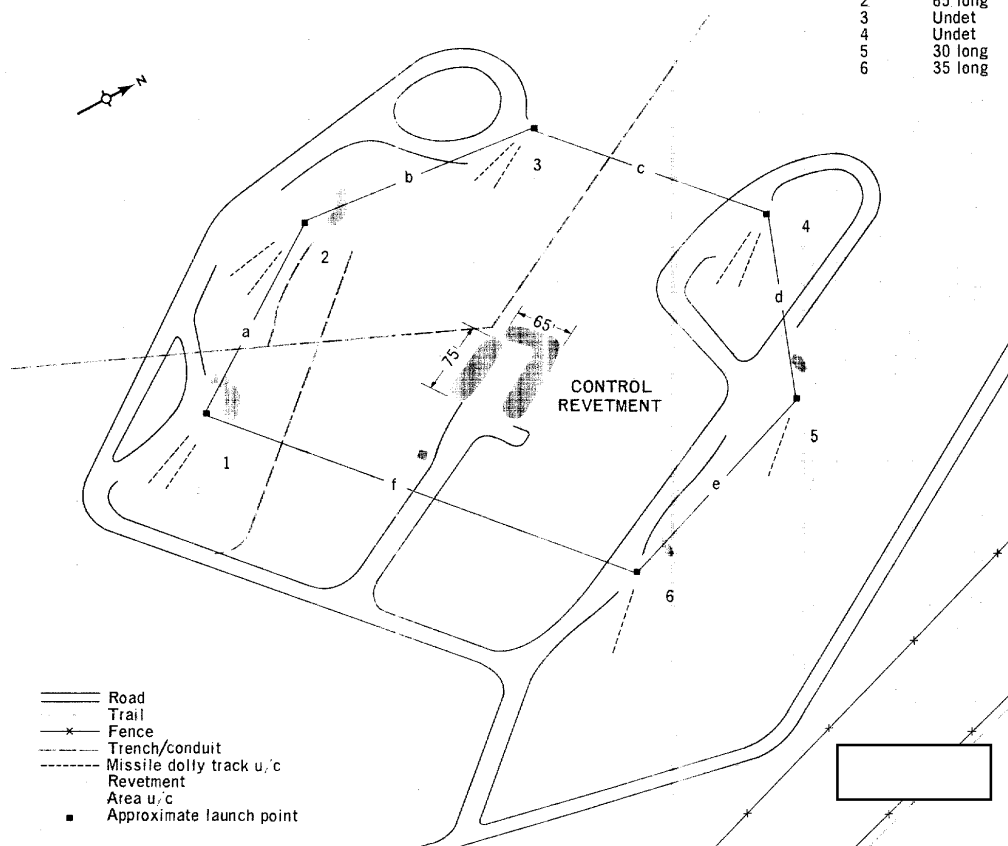 2 65 long
3 Undet
4 Undet
5 30 long
6 35 long
N
3
b
c
4
2
d
a
65'
75'
CONTROL
REVETMENT
1
5
f
e
6
Road
Trail
Fence
Trench/conduit
Missile dolly track u/c
Revetment
Area u/c
Approximate launch point